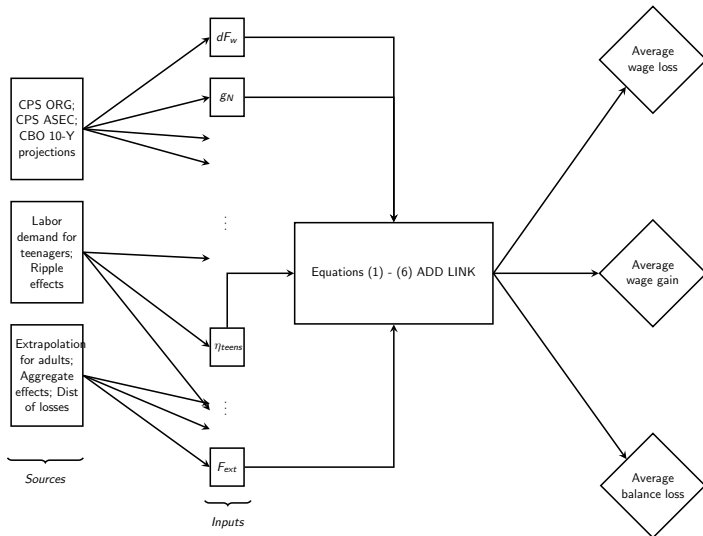 CPS ORG;
CPS ASEC;
CBO 10-Y
projections
Labor
demand for
teenagers;
Ripple
effects
Extrapolation
for adults;
Aggregate
effects; Dist
of losses
Sources
dF_w
g_N
⋮
η_teens
⋮
F_ext
Inputs
Equations (1) - (6) ADD LINK
Average
wage loss
Average
wage gain
Average
balance loss